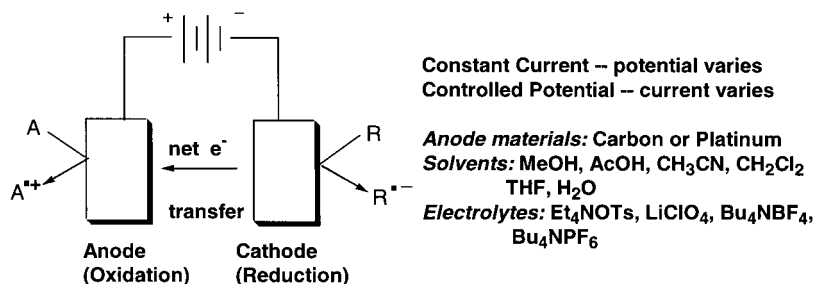 + −
Constant Current -- potential varies
Controlled Potential -- current varies
A
R
net e⁻
Anode materials: Carbon or Platinum
Solvents: MeOH, AcOH, CH₃CN, CH₂Cl₂
THF, H₂O
A•+
transfer
R•−
Electrolytes: Et₄NOTs, LiClO₄, Bu₄NBF₄,
Bu₄NPF₆
Anode Cathode
(Oxidation) (Reduction)